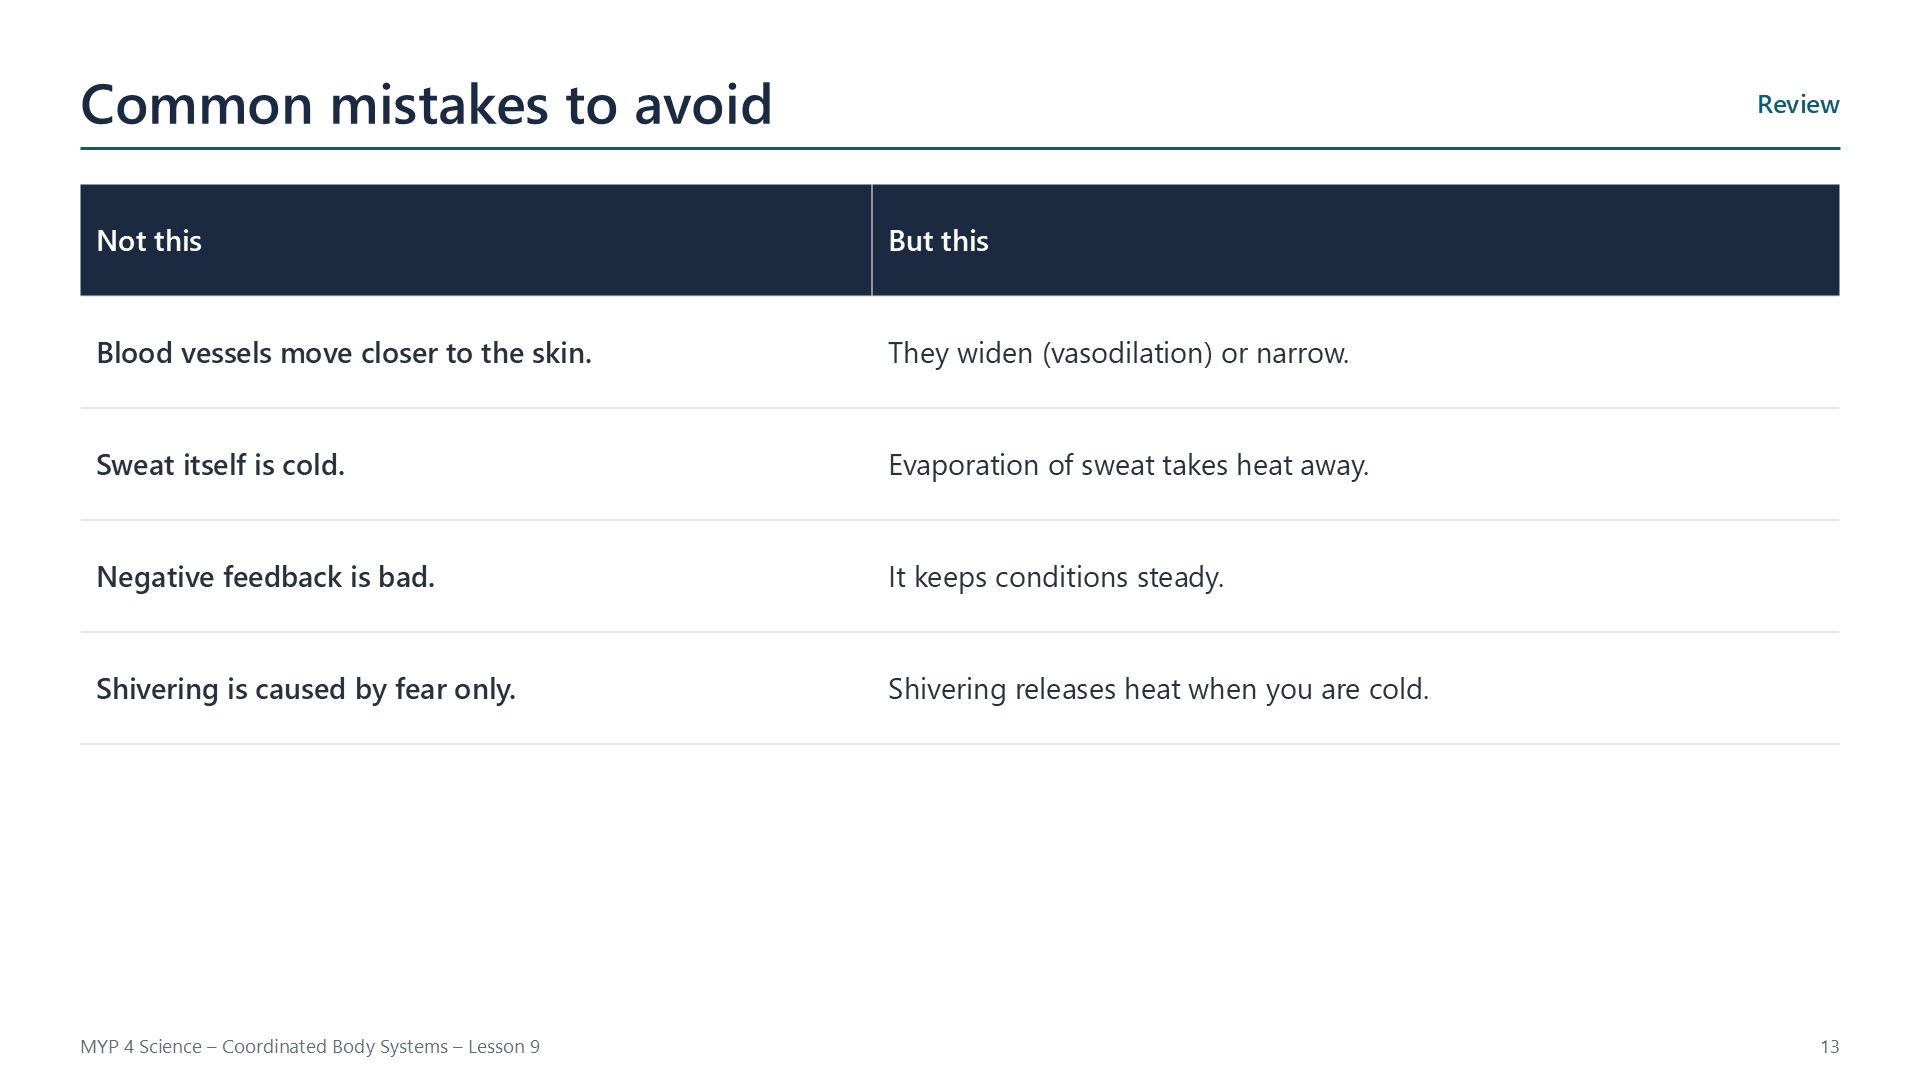 Common mistakes to avoid
Review
Not this
But this
Blood vessels move closer to the skin.
They widen (vasodilation) or narrow.
Sweat itself is cold.
Evaporation of sweat takes heat away.
Negative feedback is bad.
It keeps conditions steady.
Shivering is caused by fear only.
Shivering releases heat when you are cold.
MYP 4 Science – Coordinated Body Systems – Lesson 9
13